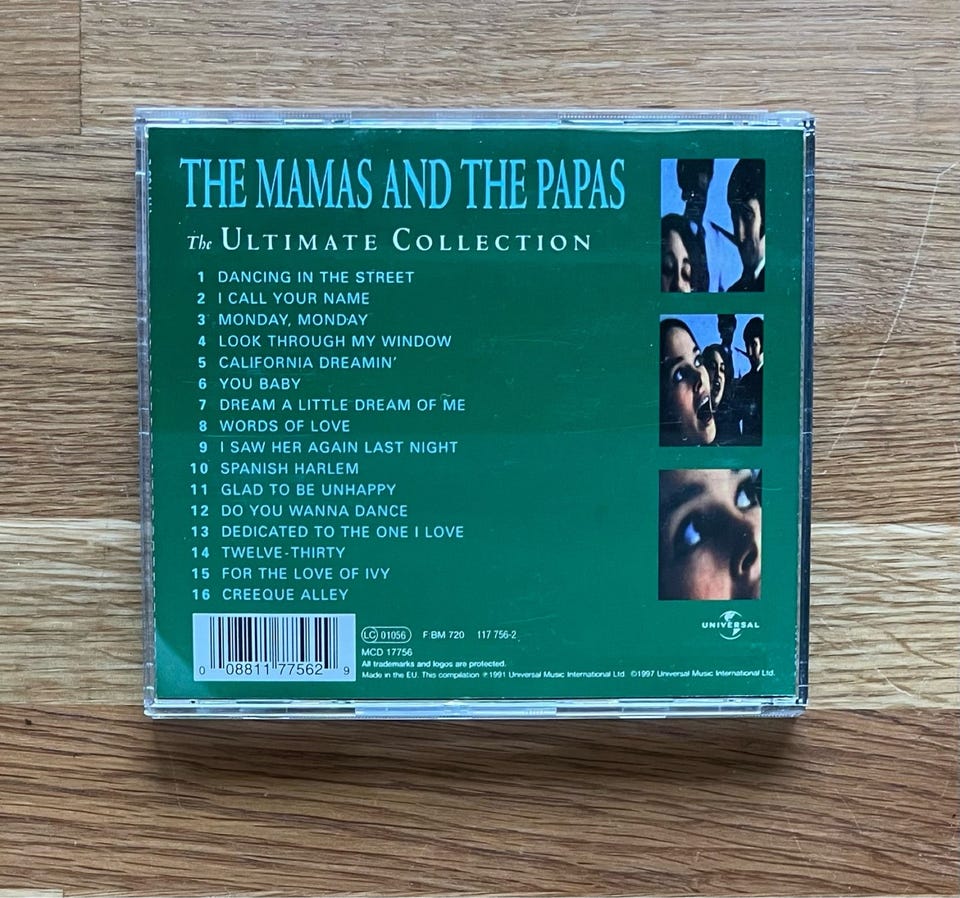 THE MAMAS AND THE PAPAS
The ULTIMATE COLLECTION
1 DANCING IN THE STREET
2 I CALL YOUR NAME
3 MONDAY, MONDAY
4 LOOK THROUGH MY WINDOW
5 CALIFORNIA DREAMIN'
6 YOU BABY
7 DREAM A LITTLE DREAM OF ME
8 WORDS OF LOVE
9 I SAW HER AGAIN LAST NIGHT
10 SPANISH HARLEM
11 GLAD TO BE UNHAPPY
12 DO YOU WANNA DANCE
13 DEDICATED TO THE ONE I LOVE
14 TWELVE-THIRTY
15 FOR THE LOVE OF IVY
16 CREEQUE ALLEY
UNIVERSAL
0 08811 77562 9
LC 01056 F:BM 720 117 756-2
MCD 17756
All trademarks and logos are protected.
Made in the EU. This compilation ℗1991 Universal Music International Ltd. ©1997 Universal Music International Ltd.